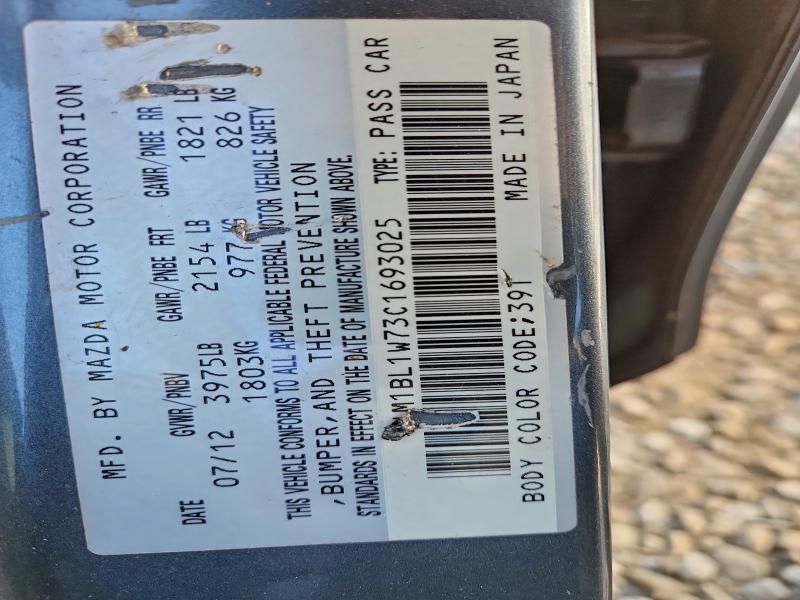 MFD. BY MAZDA MOTOR CORPORATION
DATE GVWR/PNBV GAWR/PNBE FRT GAWR/PNBE RR
07/12 3975LB 2154 LB 1821 LB
1803KG 977 KG 826 KG
THIS VEHICLE CONFORMS TO ALL APPLICABLE FEDERAL MOTOR VEHICLE SAFETY
,BUMPER,AND THEFT PREVENTION
STANDARDS IN EFFECT ON THE DATE OF MANUFACTURE SHOWN ABOVE.
M1BL1W73C1693025 TYPE: PASS CAR
BODY COLOR CODE:39T MADE IN JAPAN